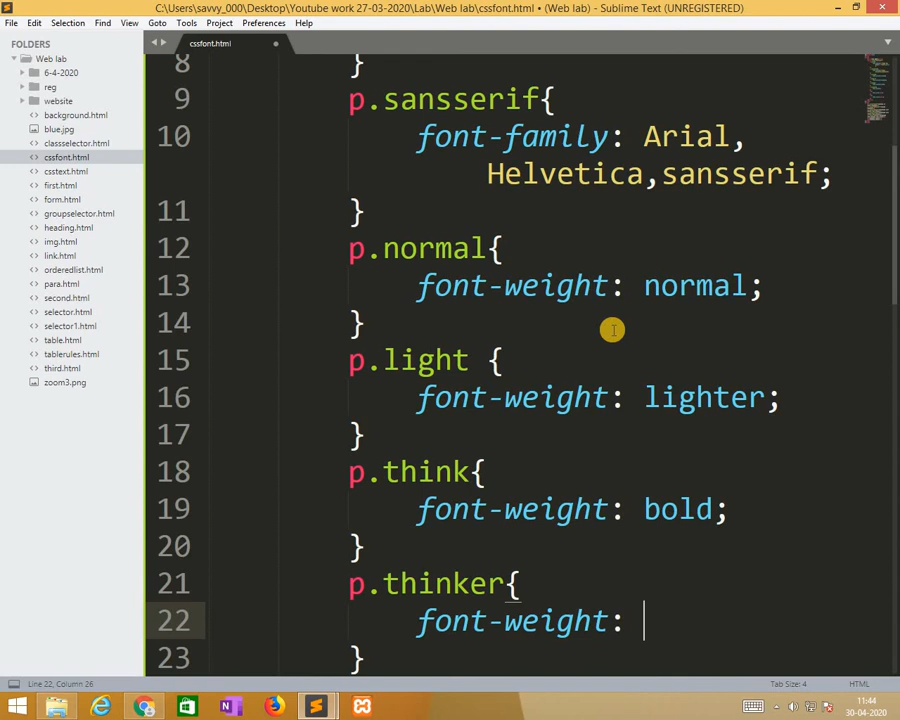 C:\Users\savvy_000\Desktop\Youtube work 27-03-2020\Lab\Web lab\cssfont.html • (Web lab) - Sublime Text (UNREGISTERED)
File Edit Selection Find View Goto Tools Project Preferences Help
FOLDERS
Web lab
6-4-2020
reg
website
background.html
blue.jpg
classselector.html
cssfont.html
csstext.html
first.html
form.html
groupselector.html
heading.html
img.html
link.html
orderedlist.html
para.html
second.html
selector.html
selector1.html
table.html
tablerules.html
third.html
zoom3.png
cssfont.html
8 }
9 p.sansserif{
10 font-family: Arial,
Helvetica,sansserif;
11 }
12 p.normal{
13 font-weight: normal;
14 }
15 p.light {
16 font-weight: lighter;
17 }
18 p.think{
19 font-weight: bold;
20 }
21 p.thinker{
22 font-weight:
23 }
Line 22, Column 26
Tab Size: 4
HTML
11:44
30-04-2020